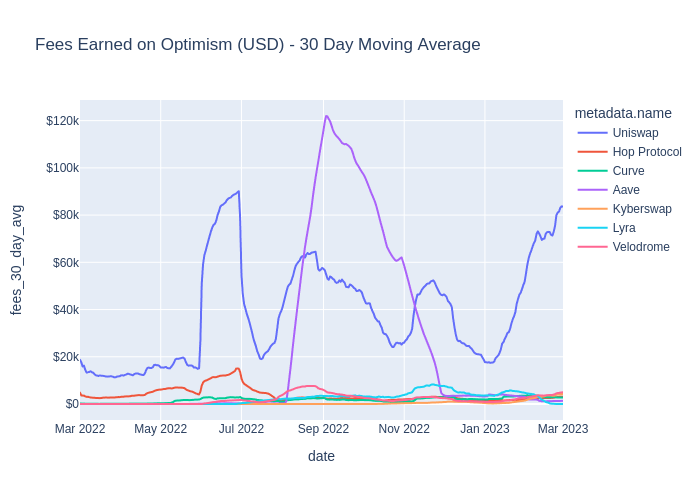 Fees Earned on Optimism (USD) - 30 Day Moving Average
metadata.name
Uniswap
Hop Protocol
Curve
Aave
Kyberswap
Lyra
Velodrome
fees_30_day_avg
$120k
$100k
$80k
$60k
$40k
$20k
$0
Mar 2022
May 2022
Jul 2022
Sep 2022
Nov 2022
Jan 2023
Mar 2023
date